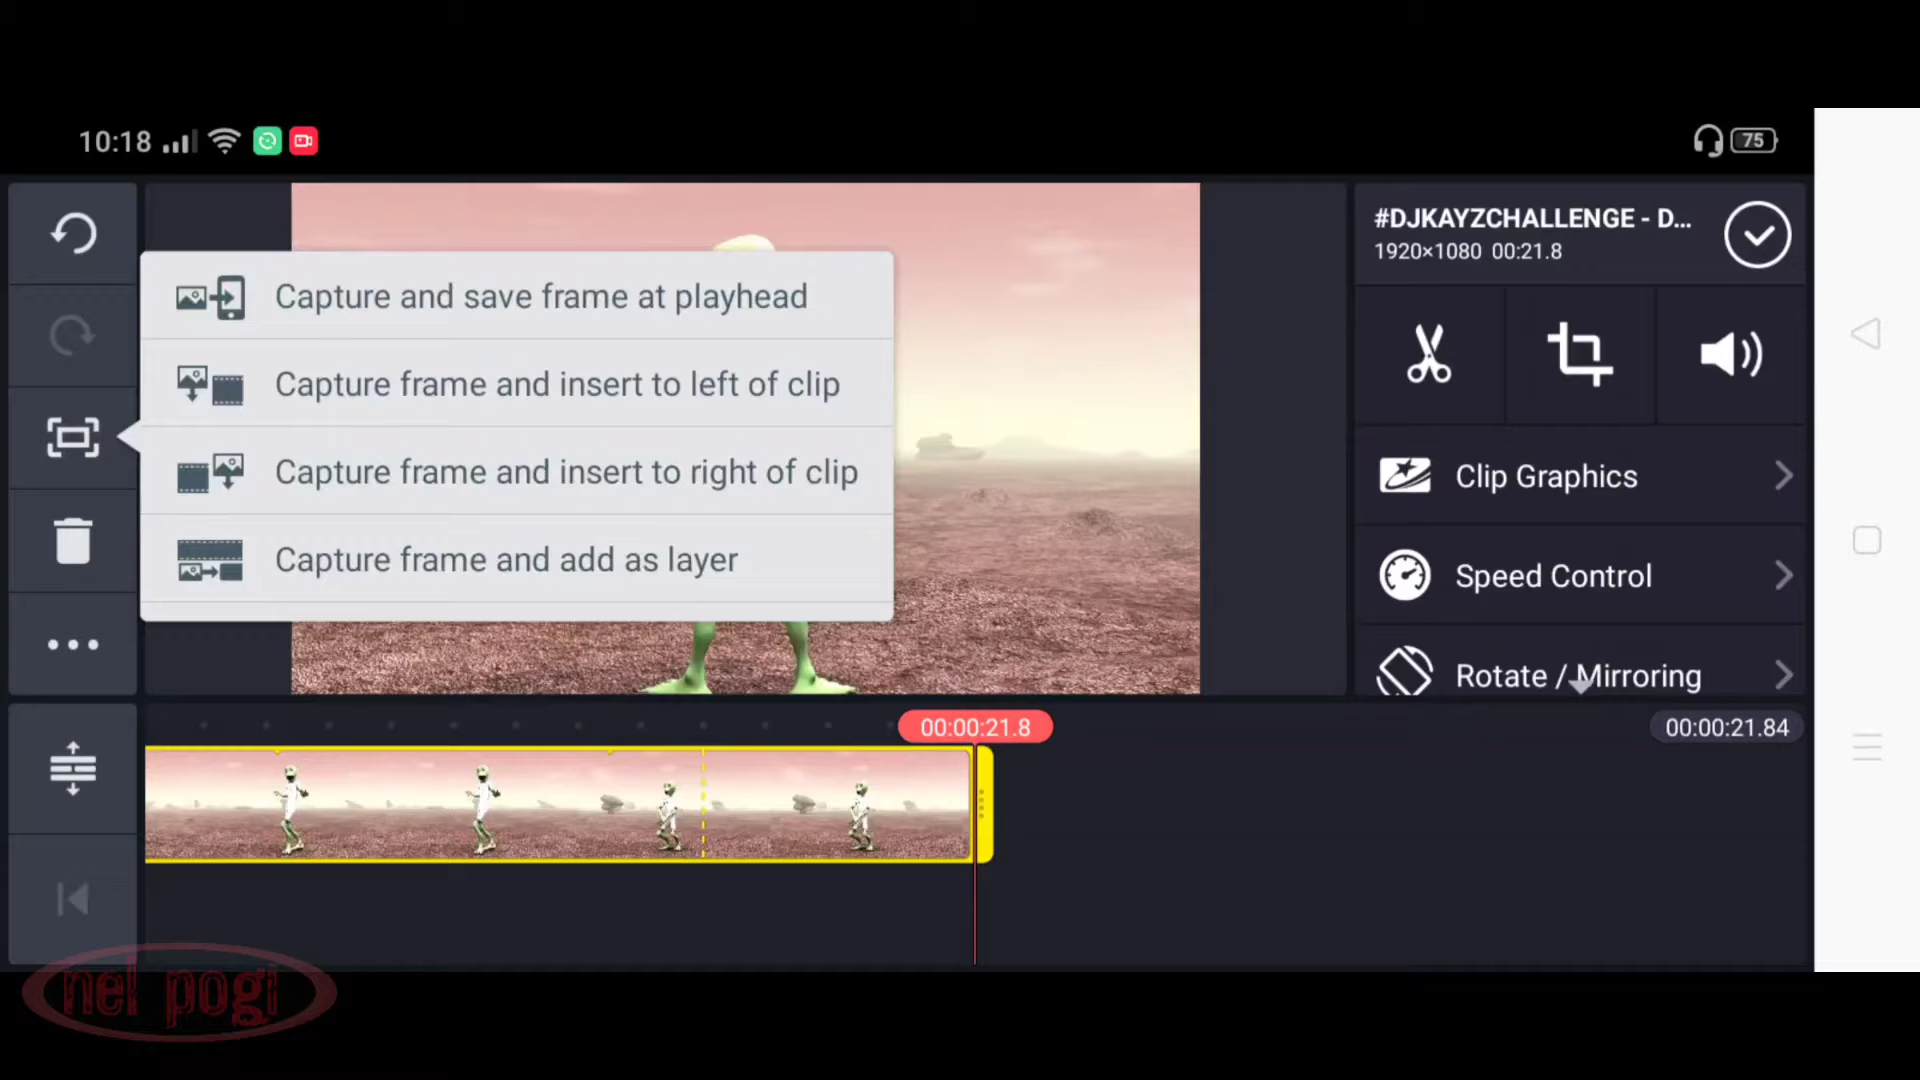 10:18
75
#DJKAYZCHALLENGE - D...
1920×1080 00:21.8
Capture and save frame at playhead
Capture frame and insert to left of clip
Capture frame and insert to right of clip
Capture frame and add as layer
Clip Graphics
Speed Control
Rotate / Mirroring
00:00:21.8
00:00:21.84
nel pogi